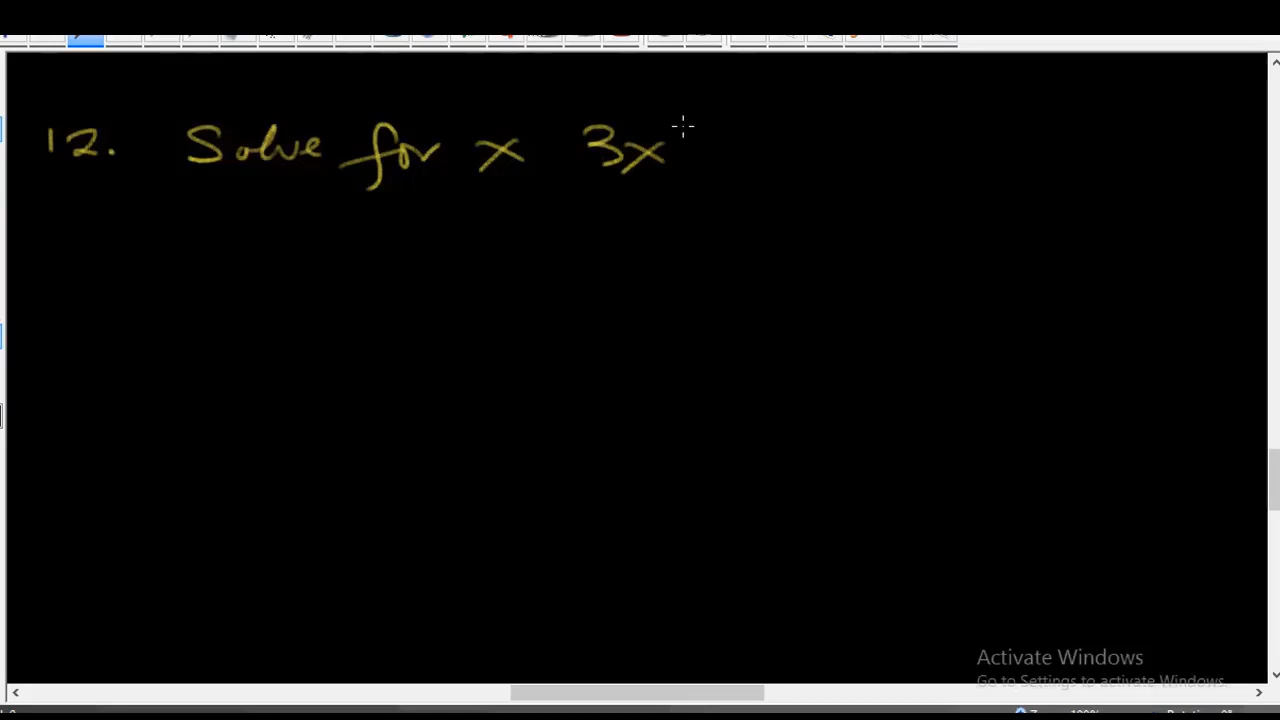 12. Solve for x 3x
Activate Windows
Go to Settings to activate Windows.